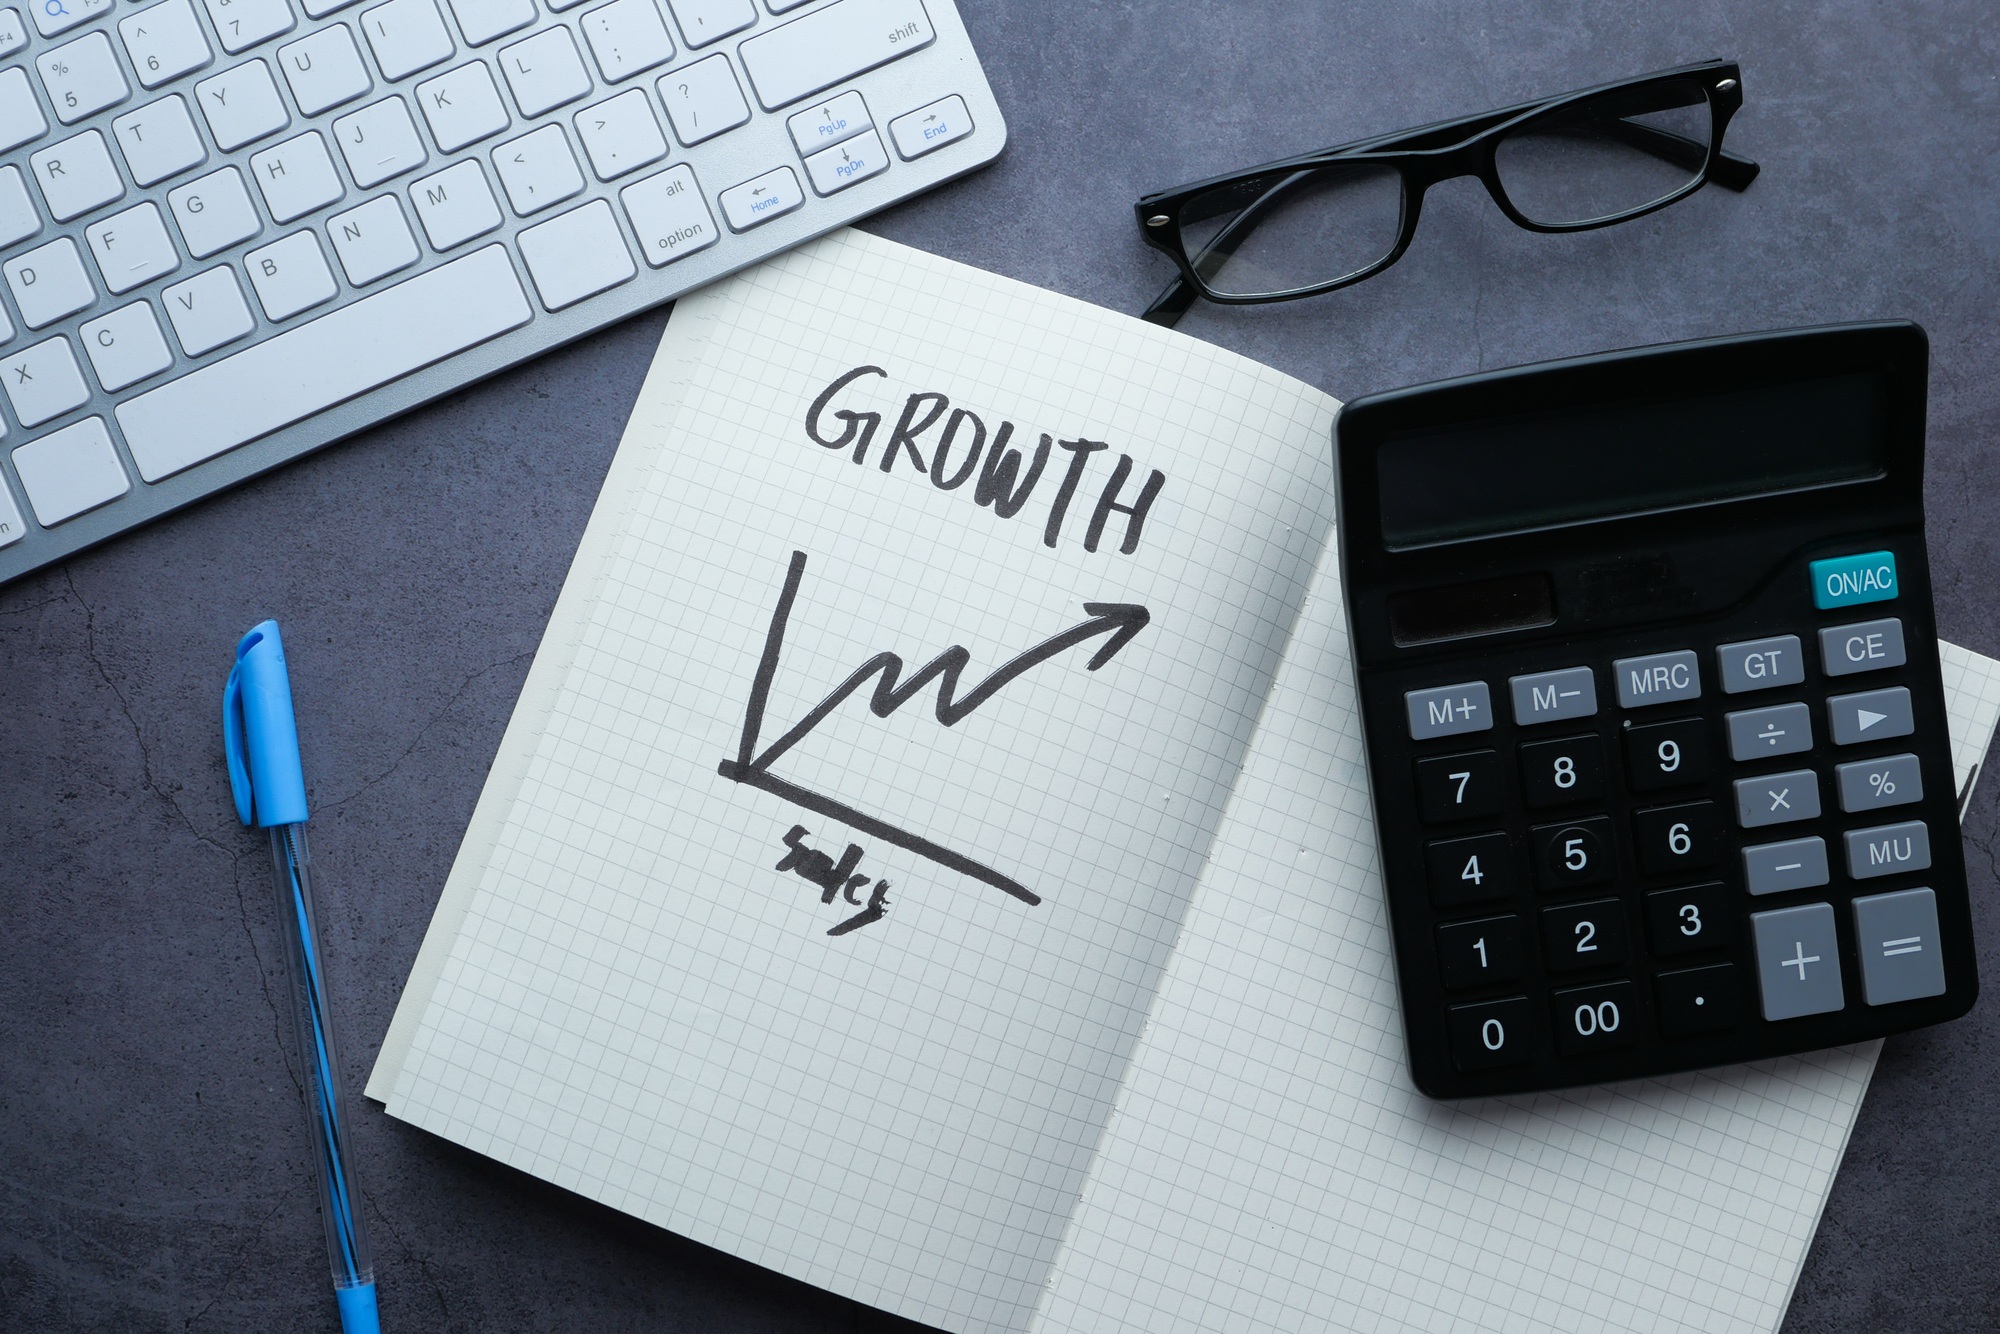 F4 F5
% 5 ^ 6 & 7
shift
R T Y U I
D F G H J K L : ; ? /
X C V B N M < , > .
alt option
PgUp PgDn Home End
GROWTH
Sales
ON/AC
M+ M− MRC GT CE
7 8 9 ÷ ▶
4 5 6 × %
1 2 3 − MU
0 00 . + =